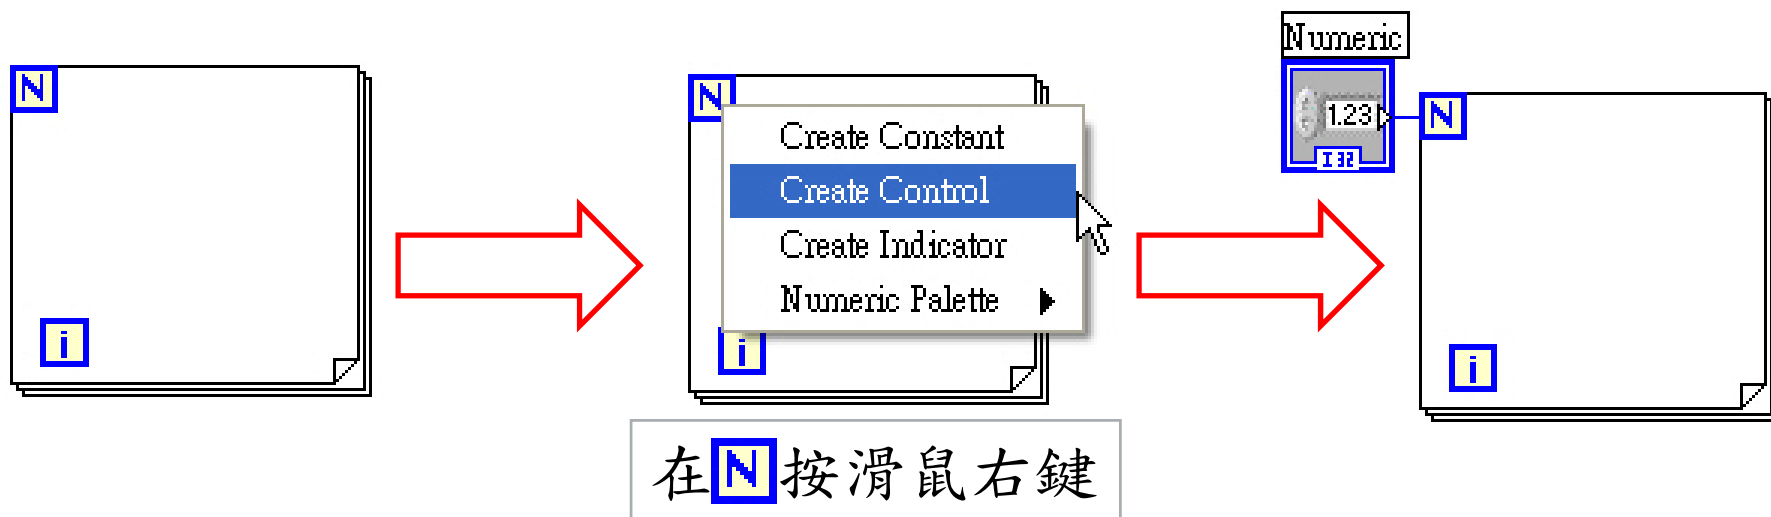 N
i
N
Create Constant
Create Control
Create Indicator
Numeric Palette
i
在N按滑鼠右鍵
Numeric
1.23
I32
N
i